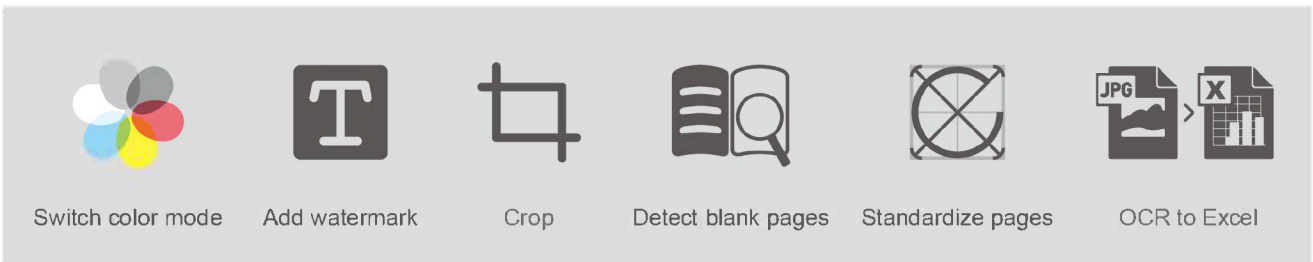 T
JPG
X
Switch color mode
Add watermark
Crop
Detect blank pages
Standardize pages
OCR to Excel